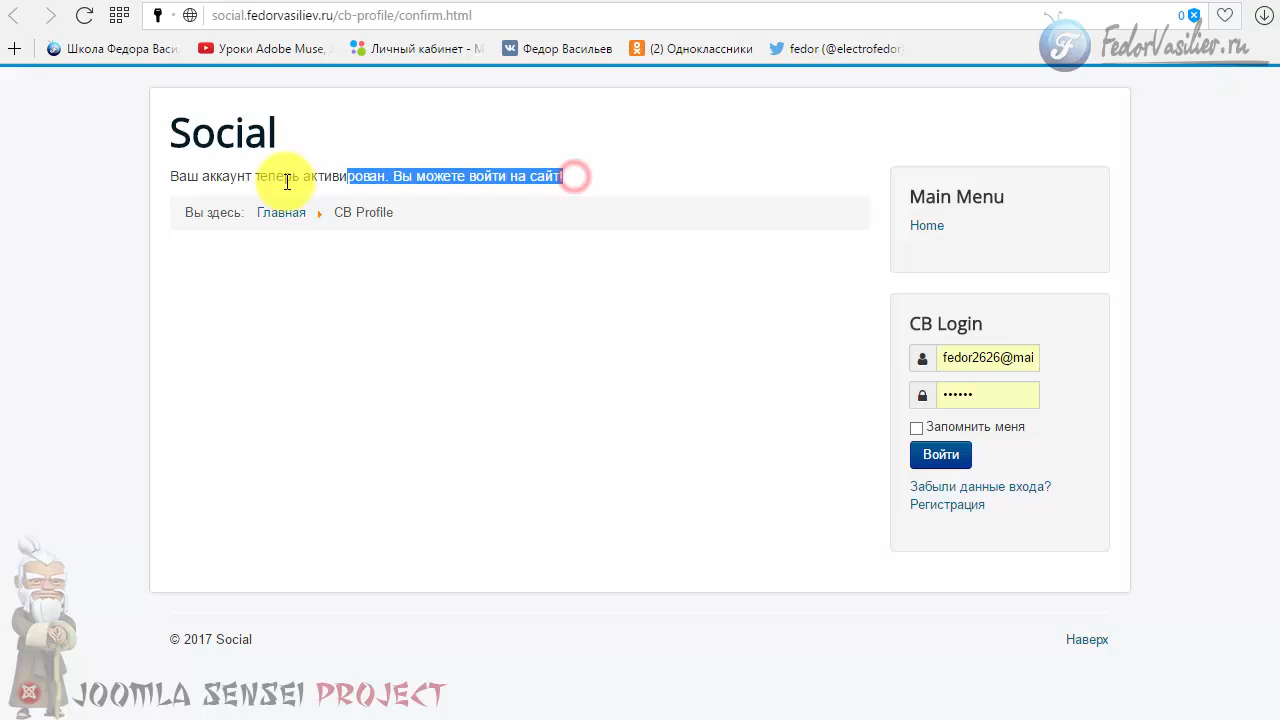 social.fedorvasiliev.ru/cb-profile/confirm.html
0
Школа Федора Васи
Уроки Adobe Muse,
Личный кабинет - М
Федор Васильев
(2) Одноклассники
fedor (@electrofedor
FedorVasiliev.ru
Social
Ваш аккаунт теперь активирован. Вы можете войти на сайт!
Вы здесь: Главная CB Profile
Main Menu
Home
CB Login
fedor2626@mai
••••••
Запомнить меня
Войти
Забыли данные входа?
Регистрация
© 2017 Social
Наверх
JOOMLA SENSEI PROJECT